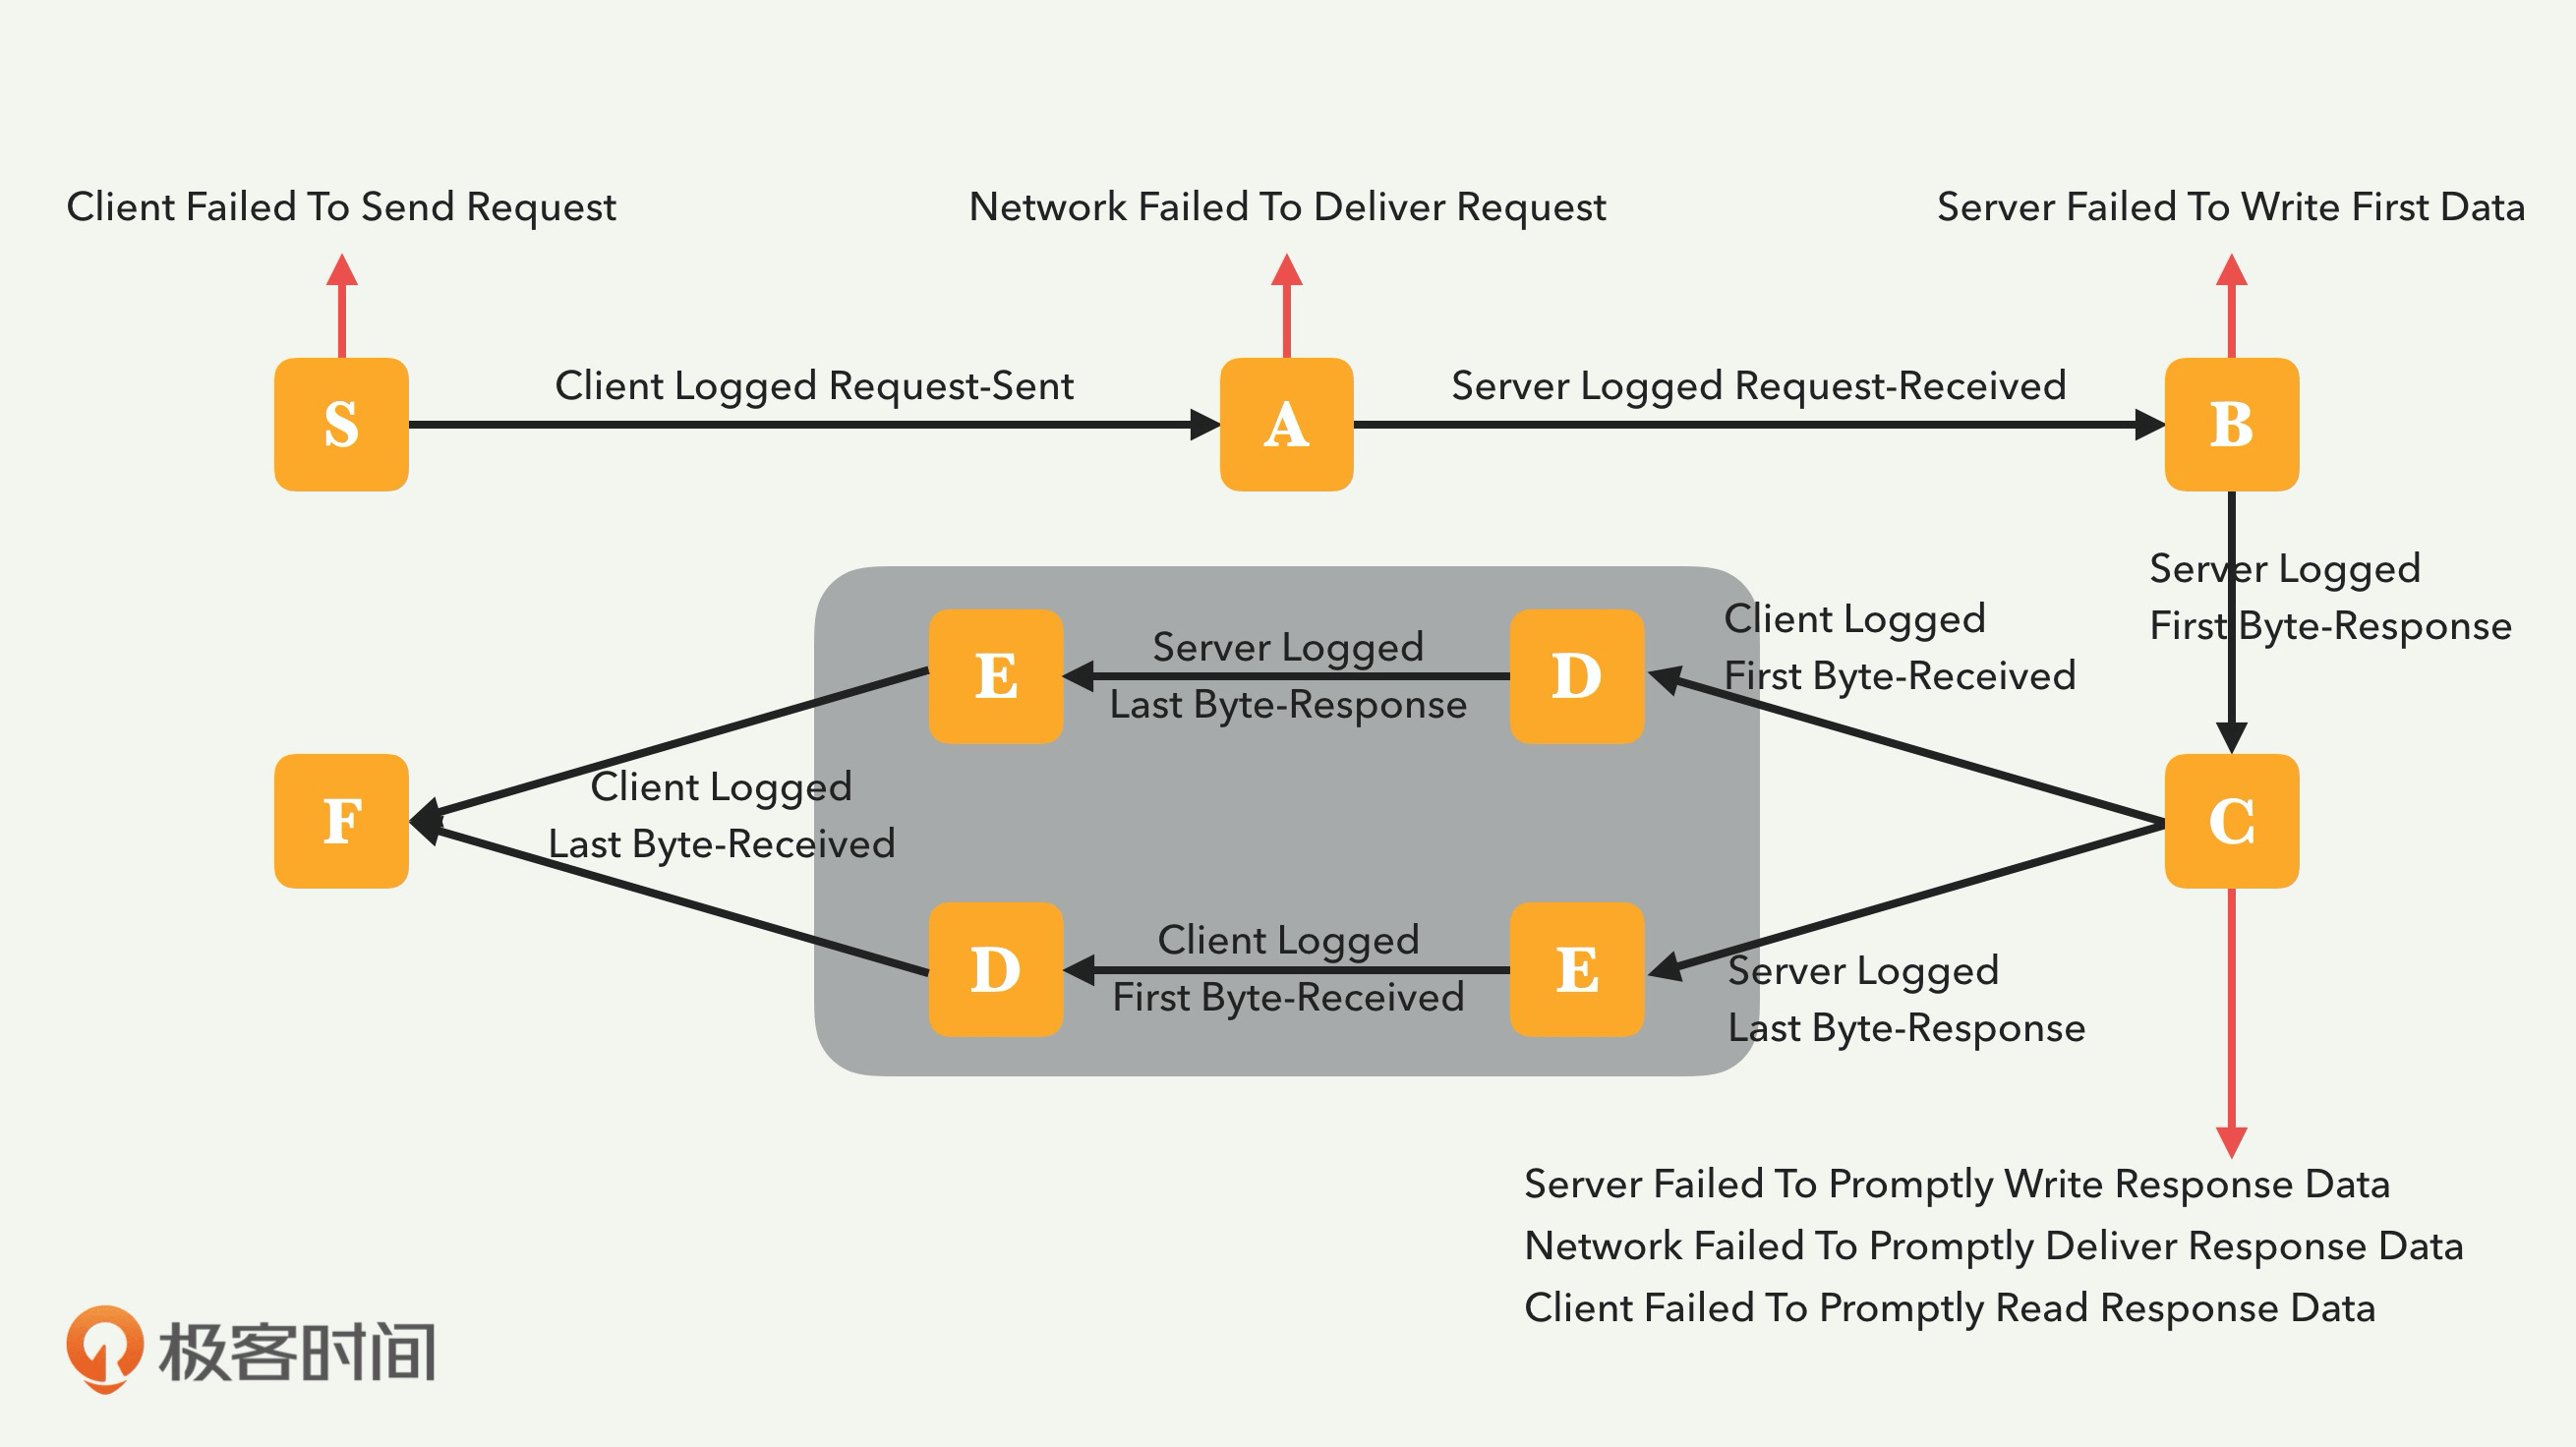 Client Failed To Send Request
Network Failed To Deliver Request
Server Failed To Write First Data
Client Logged Request-Sent
Server Logged Request-Received
S
A
B
Server Logged
First Byte-Response
Client Logged
First Byte-Received
Server Logged
Last Byte-Response
E
D
Client Logged
Last Byte-Received
F
C
Client Logged
First Byte-Received
D
E
Server Logged
Last Byte-Response
Server Failed To Promptly Write Response Data
Network Failed To Promptly Deliver Response Data
Client Failed To Promptly Read Response Data
极客时间